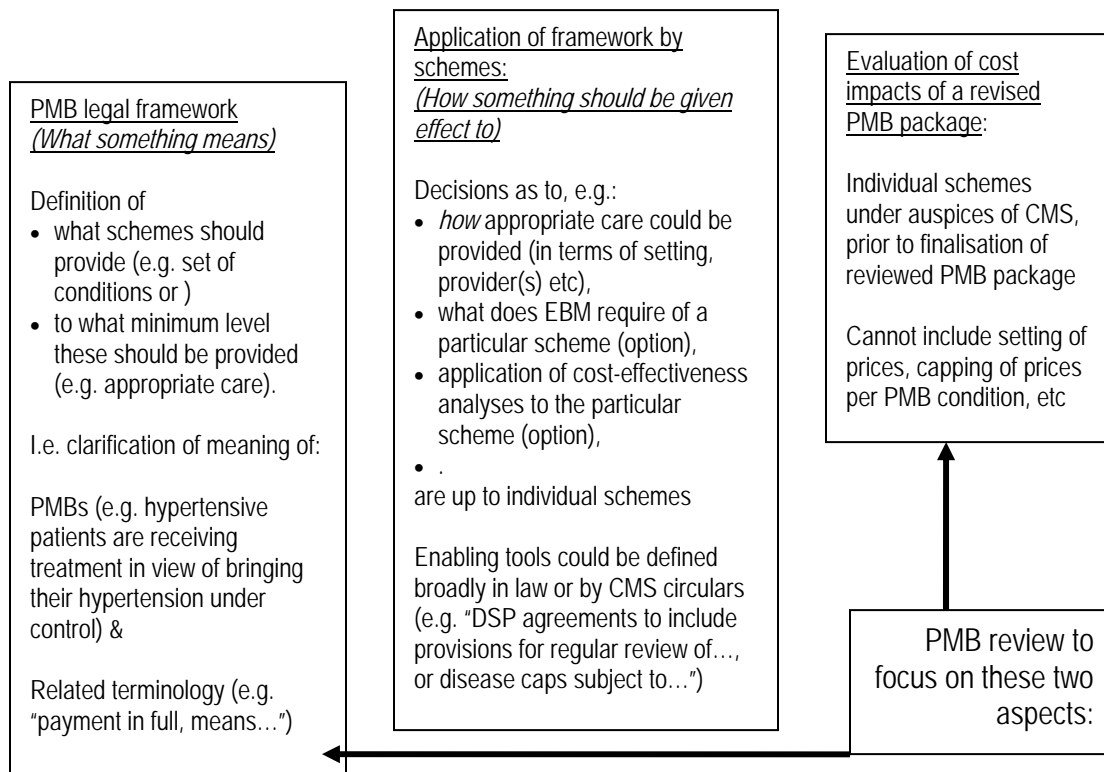 PMB legal framework
(What something means)
Definition of
• what schemes should
provide (e.g. set of
conditions or )
• to what minimum level
these should be provided
(e.g. appropriate care).
I.e. clarification of meaning of:
PMBs (e.g. hypertensive
patients are receiving
treatment in view of bringing
their hypertension under
control) &
Related terminology (e.g.
“payment in full, means…”)
Application of framework by
schemes:
(How something should be given
effect to)
Decisions as to, e.g.:
• how appropriate care could be
provided (in terms of setting,
provider(s) etc),
• what does EBM require of a
particular scheme (option),
• application of cost-effectiveness
analyses to the particular
scheme (option),
• .
are up to individual schemes
Enabling tools could be defined
broadly in law or by CMS circulars
(e.g. “DSP agreements to include
provisions for regular review of…,
or disease caps subject to…”)
Evaluation of cost
impacts of a revised
PMB package:
Individual schemes
under auspices of CMS,
prior to finalisation of
reviewed PMB package
Cannot include setting of
prices, capping of prices
per PMB condition, etc
PMB review to
focus on these two
aspects: